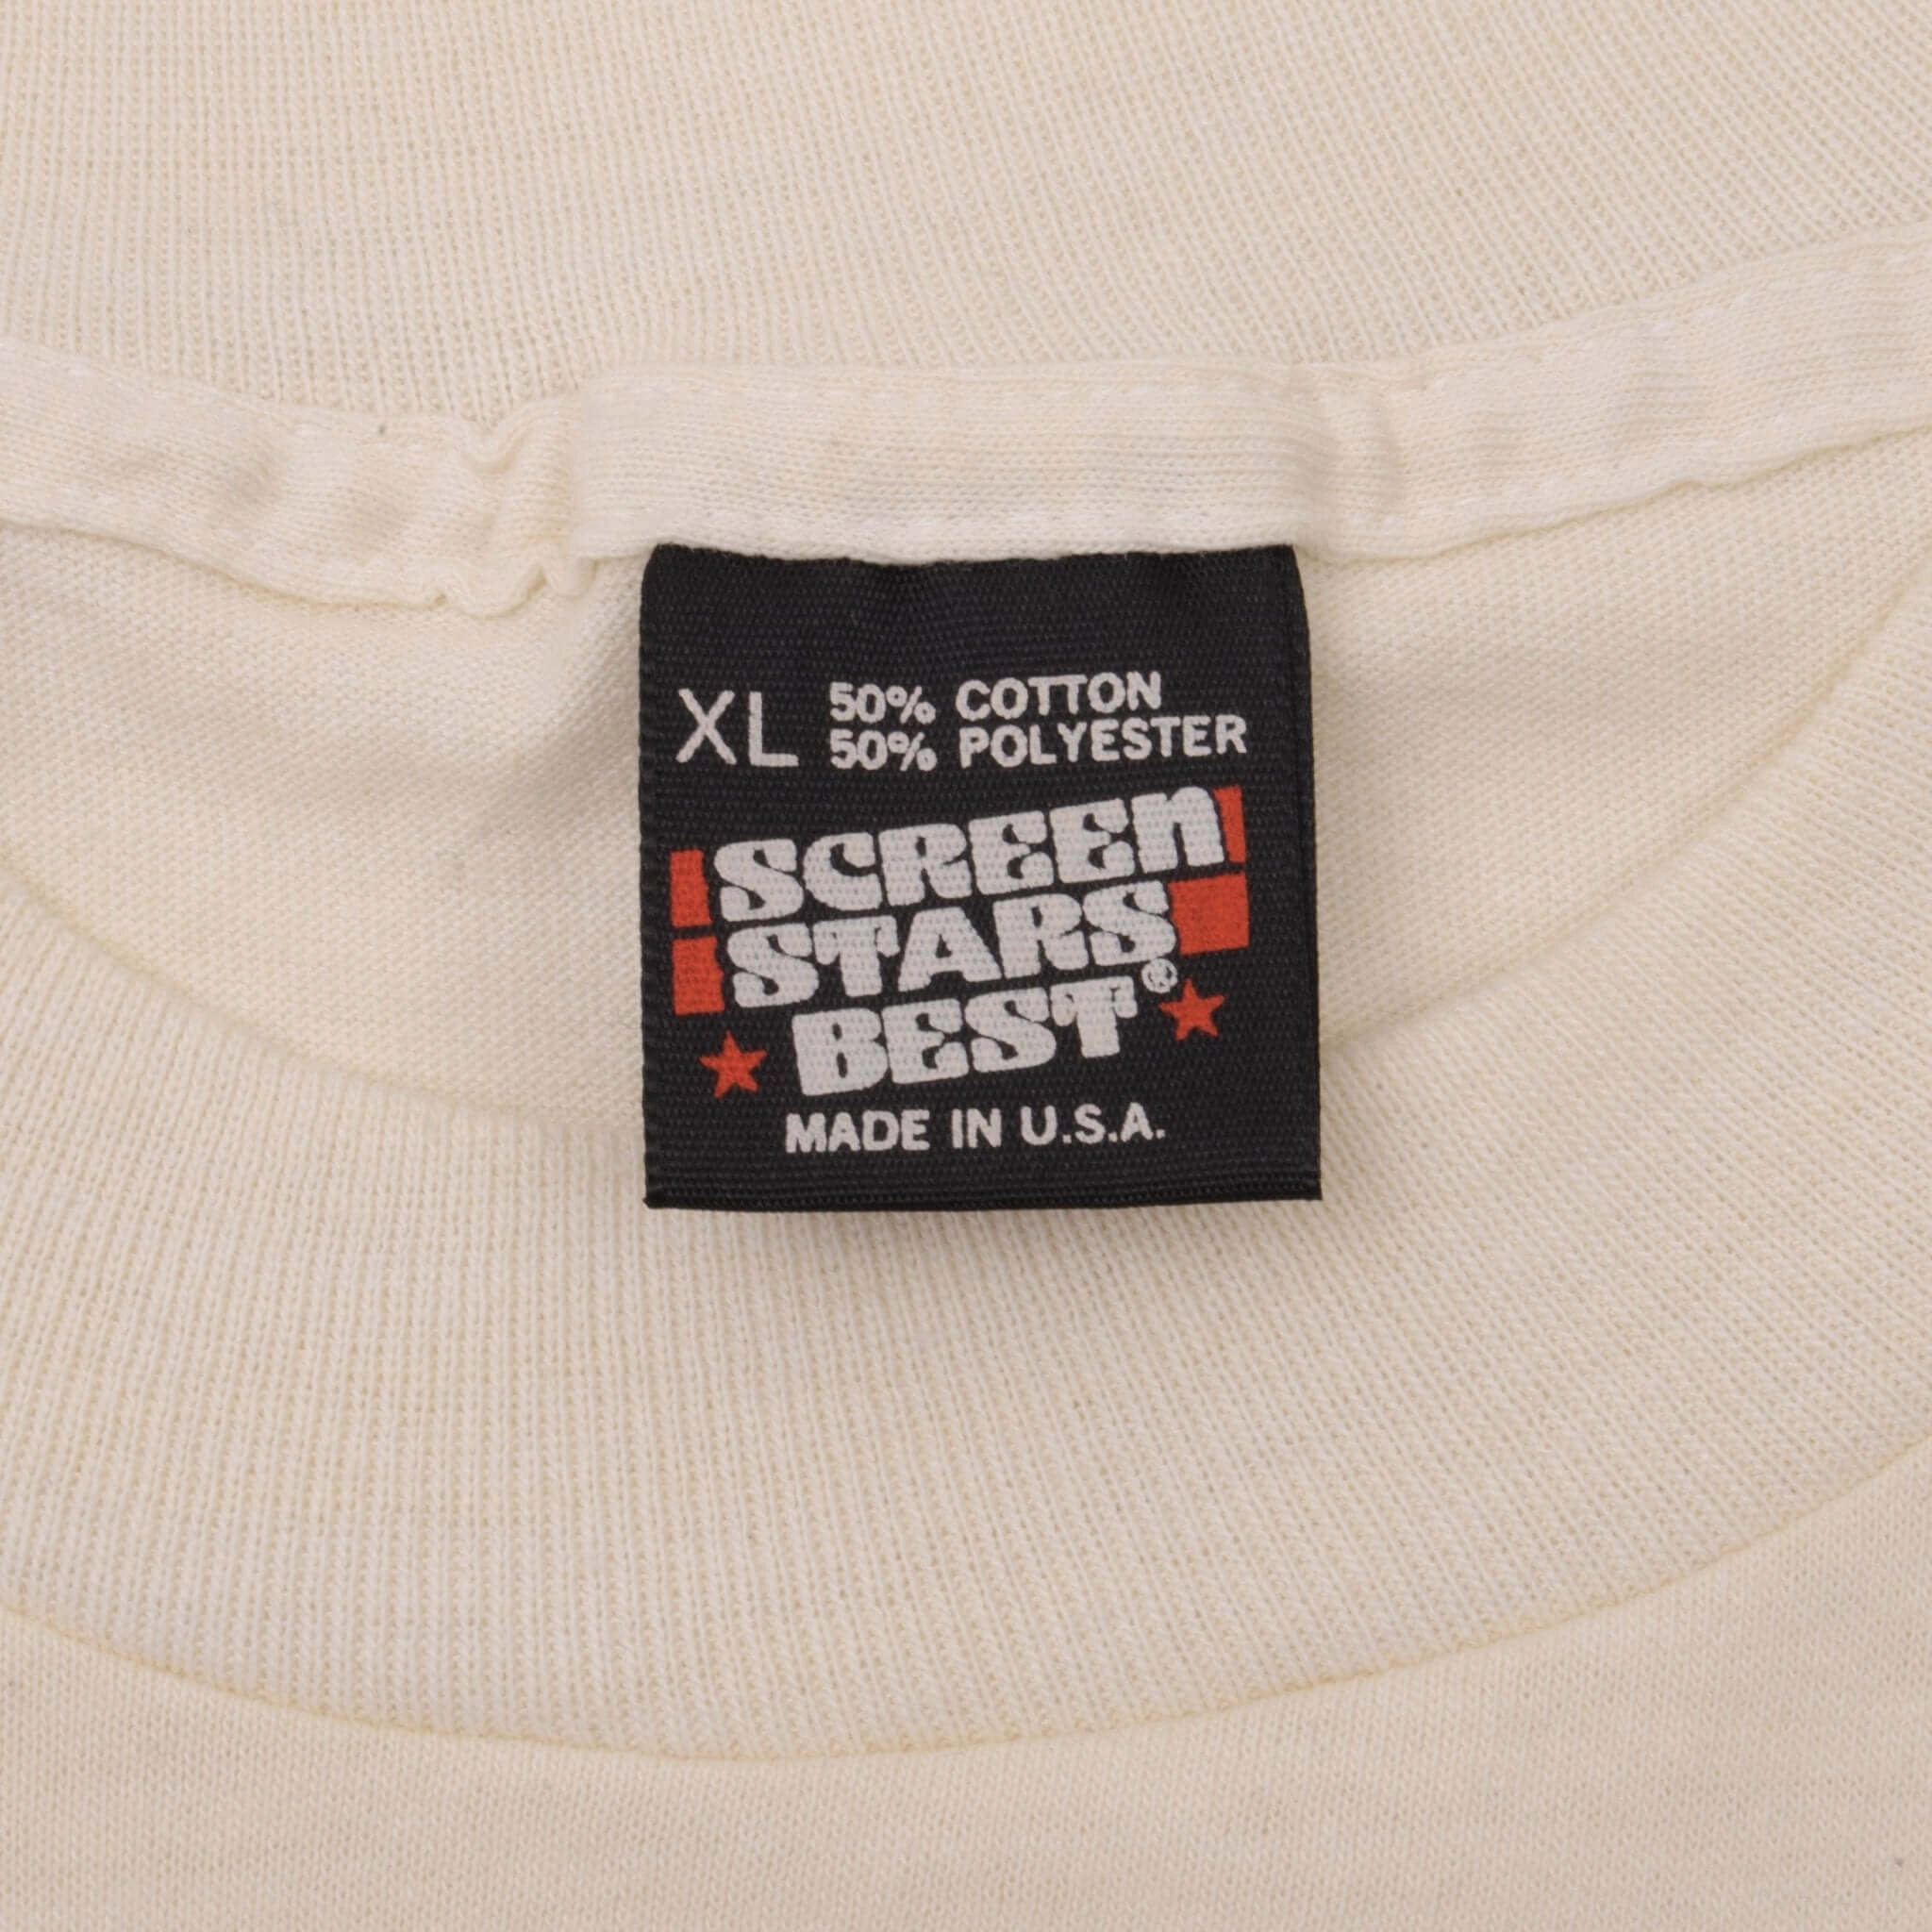 XL 50% COTTON
50% POLYESTER
SCREEN
STARS
BEST®
MADE IN U.S.A.